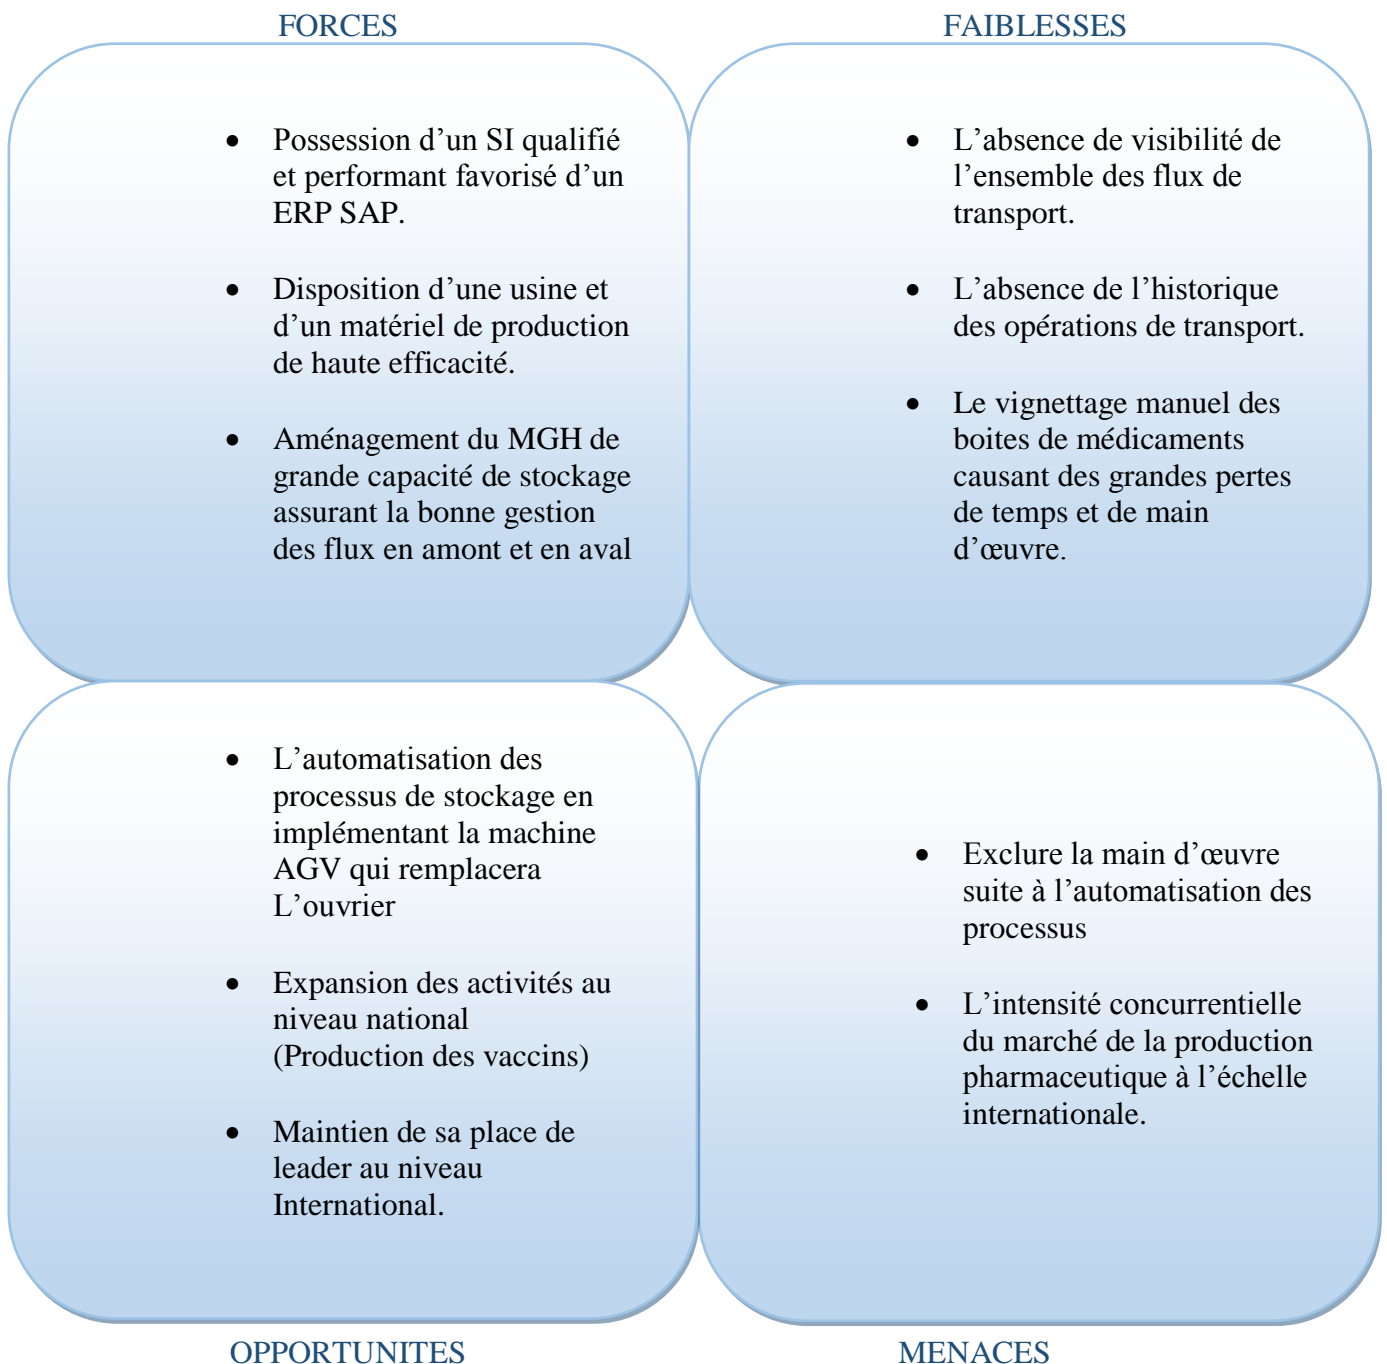 FORCES
FAIBLESSES
• Possession d’un SI qualifié
et performant favorisé d’un
ERP SAP.
• Disposition d’une usine et
d’un matériel de production
de haute efficacité.
• Aménagement du MGH de
grande capacité de stockage
assurant la bonne gestion
des flux en amont et en aval
• L’absence de visibilité de
l’ensemble des flux de
transport.
• L’absence de l’historique
des opérations de transport.
• Le vignettage manuel des
boites de médicaments
causant des grandes pertes
de temps et de main
d’œuvre.
• L’automatisation des
processus de stockage en
implémentant la machine
AGV qui remplacera
L’ouvrier
• Expansion des activités au
niveau national
(Production des vaccins)
• Maintien de sa place de
leader au niveau
International.
• Exclure la main d’œuvre
suite à l’automatisation des
processus
• L’intensité concurrentielle
du marché de la production
pharmaceutique à l’échelle
internationale.
OPPORTUNITES
MENACES